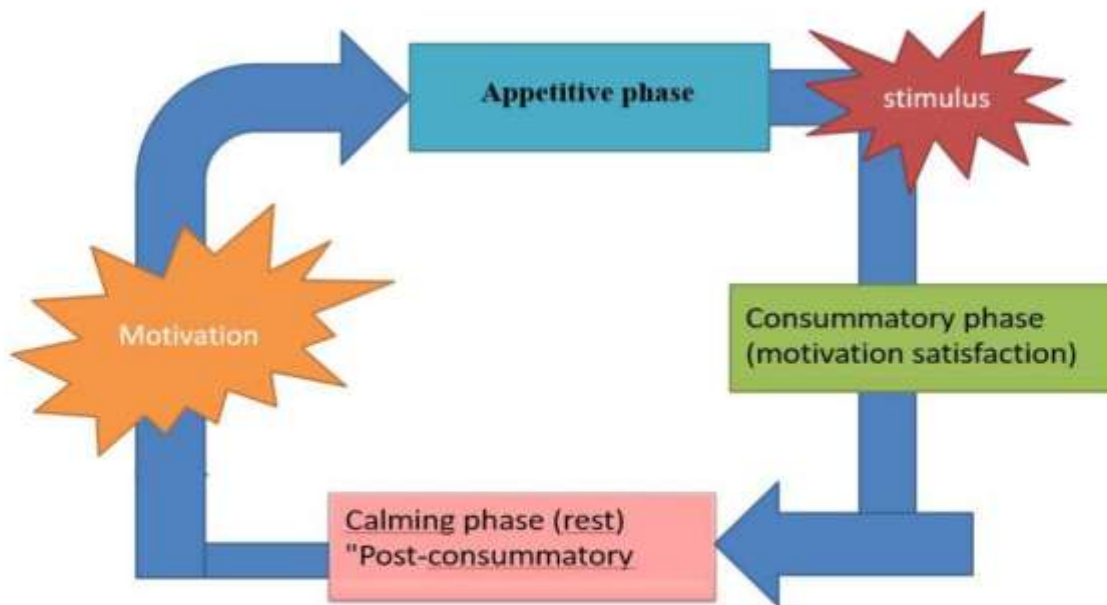 Appetitive phase
stimulus
Motivation
Consummatory phase
(motivation satisfaction)
Calming phase (rest)
"Post-consummatory